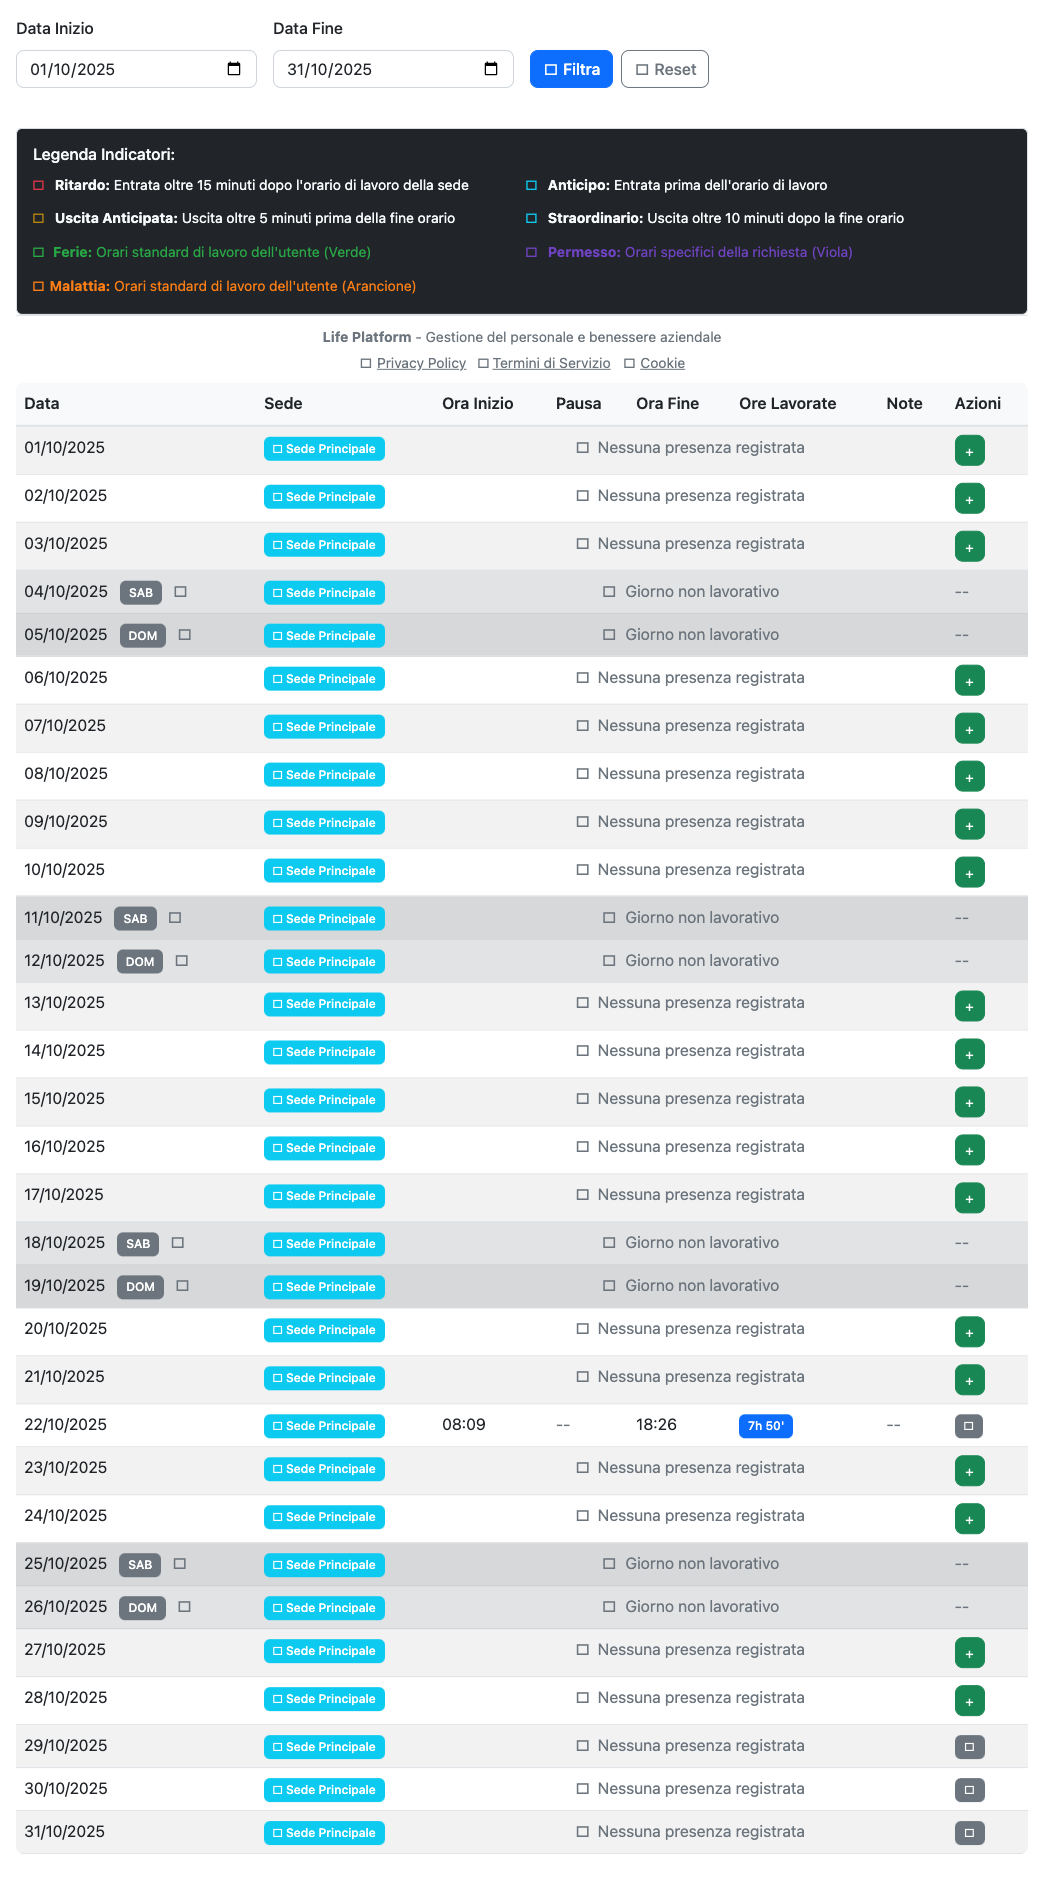 Data Inizio Data Fine
01/10/2025 31/10/2025 Filtra Reset
Legenda Indicatori:
Ritardo: Entrata oltre 15 minuti dopo l'orario di lavoro della sede Anticipo: Entrata prima dell'orario di lavoro
Uscita Anticipata: Uscita oltre 5 minuti prima della fine orario Straordinario: Uscita oltre 10 minuti dopo la fine orario
Ferie: Orari standard di lavoro dell'utente (Verde) Permesso: Orari specifici della richiesta (Viola)
Malattia: Orari standard di lavoro dell'utente (Arancione)
Life Platform - Gestione del personale e benessere aziendale
Privacy Policy Termini di Servizio Cookie
Data Sede Ora Inizio Pausa Ora Fine Ore Lavorate Note Azioni
01/10/2025 Sede Principale Nessuna presenza registrata +
02/10/2025 Sede Principale Nessuna presenza registrata +
03/10/2025 Sede Principale Nessuna presenza registrata +
04/10/2025 SAB Sede Principale Giorno non lavorativo --
05/10/2025 DOM Sede Principale Giorno non lavorativo --
06/10/2025 Sede Principale Nessuna presenza registrata +
07/10/2025 Sede Principale Nessuna presenza registrata +
08/10/2025 Sede Principale Nessuna presenza registrata +
09/10/2025 Sede Principale Nessuna presenza registrata +
10/10/2025 Sede Principale Nessuna presenza registrata +
11/10/2025 SAB Sede Principale Giorno non lavorativo --
12/10/2025 DOM Sede Principale Giorno non lavorativo --
13/10/2025 Sede Principale Nessuna presenza registrata +
14/10/2025 Sede Principale Nessuna presenza registrata +
15/10/2025 Sede Principale Nessuna presenza registrata +
16/10/2025 Sede Principale Nessuna presenza registrata +
17/10/2025 Sede Principale Nessuna presenza registrata +
18/10/2025 SAB Sede Principale Giorno non lavorativo --
19/10/2025 DOM Sede Principale Giorno non lavorativo --
20/10/2025 Sede Principale Nessuna presenza registrata +
21/10/2025 Sede Principale Nessuna presenza registrata +
22/10/2025 Sede Principale 08:09 -- 18:26 7h 50' --
23/10/2025 Sede Principale Nessuna presenza registrata +
24/10/2025 Sede Principale Nessuna presenza registrata +
25/10/2025 SAB Sede Principale Giorno non lavorativo --
26/10/2025 DOM Sede Principale Giorno non lavorativo --
27/10/2025 Sede Principale Nessuna presenza registrata +
28/10/2025 Sede Principale Nessuna presenza registrata +
29/10/2025 Sede Principale Nessuna presenza registrata
30/10/2025 Sede Principale Nessuna presenza registrata
31/10/2025 Sede Principale Nessuna presenza registrata